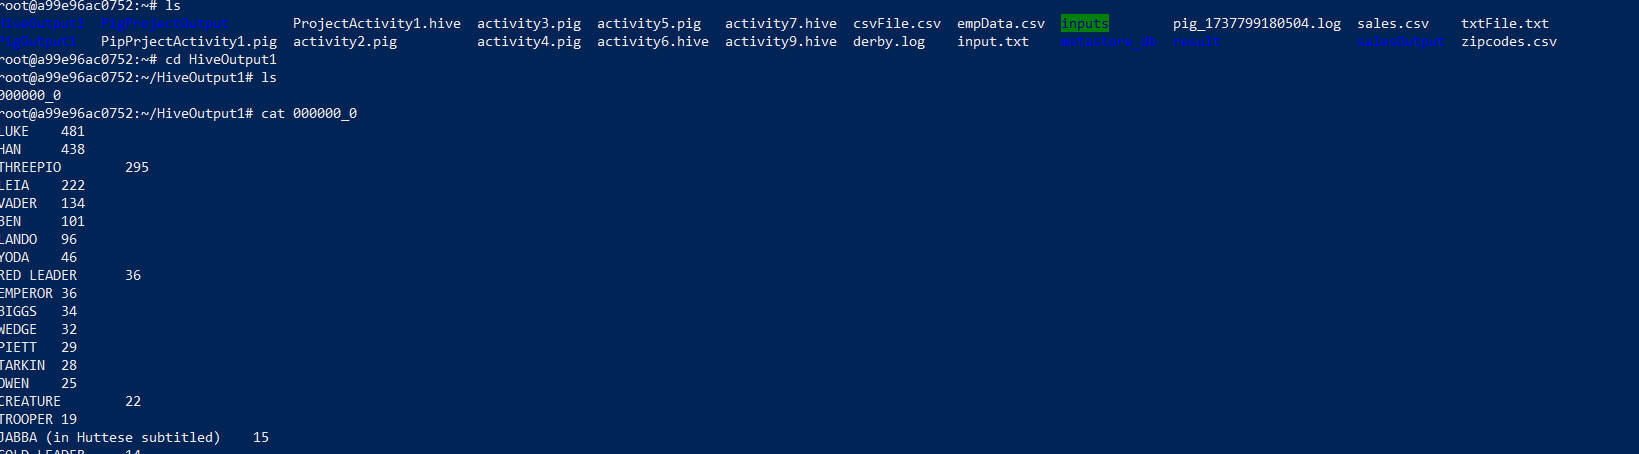 root@a99e96ac0752:~# ls
HiveOutput1 PigProjectOutput ProjectActivity1.hive activity3.pig activity5.pig activity7.hive csvFile.csv empData.csv inputs pig_1737799180504.log sales.csv txtFile.txt
PigOutput1 PipPrjectActivity1.pig activity2.pig activity4.pig activity6.hive activity9.hive derby.log input.txt metastore_db result salesOutput zipcodes.csv
root@a99e96ac0752:~# cd HiveOutput1
root@a99e96ac0752:~/HiveOutput1# ls
000000_0
root@a99e96ac0752:~/HiveOutput1# cat 000000_0
LUKE 481
HAN 438
THREEPIO 295
LEIA 222
VADER 134
BEN 101
LANDO 96
YODA 46
RED LEADER 36
EMPEROR 36
BIGGS 34
WEDGE 32
PIETT 29
TARKIN 28
OWEN 25
CREATURE 22
TROOPER 19
JABBA (in Huttese subtitled) 15
GOLD LEADER 14